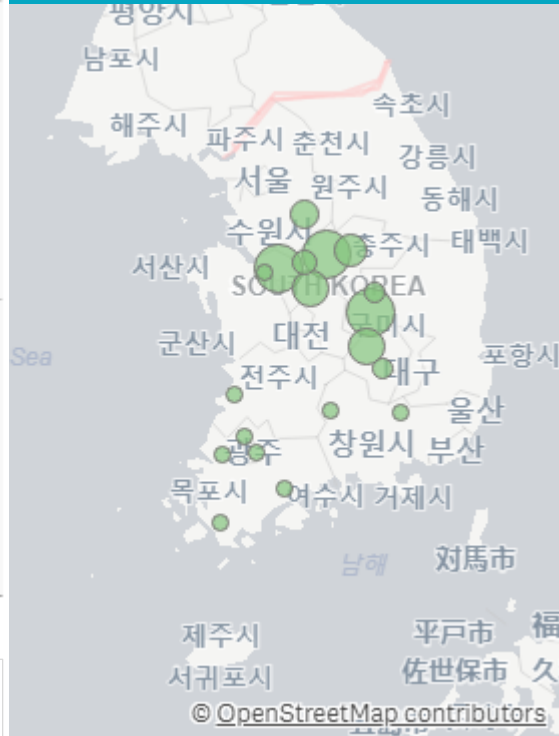 평양시
남포시
해주시
파주시
춘천시
속초시
강릉시
서울
원주시
동해시
수원시
충주시
태백시
서산시
SOUTH KOREA
군산시
대전
구미시
Sea
전주시
대구
포항시
울산
광주
창원시
부산
목포시
여수시
거제시
남해
対馬市
제주시
서귀포시
平戸市
福
佐世保市
久
© OpenStreetMap contributors